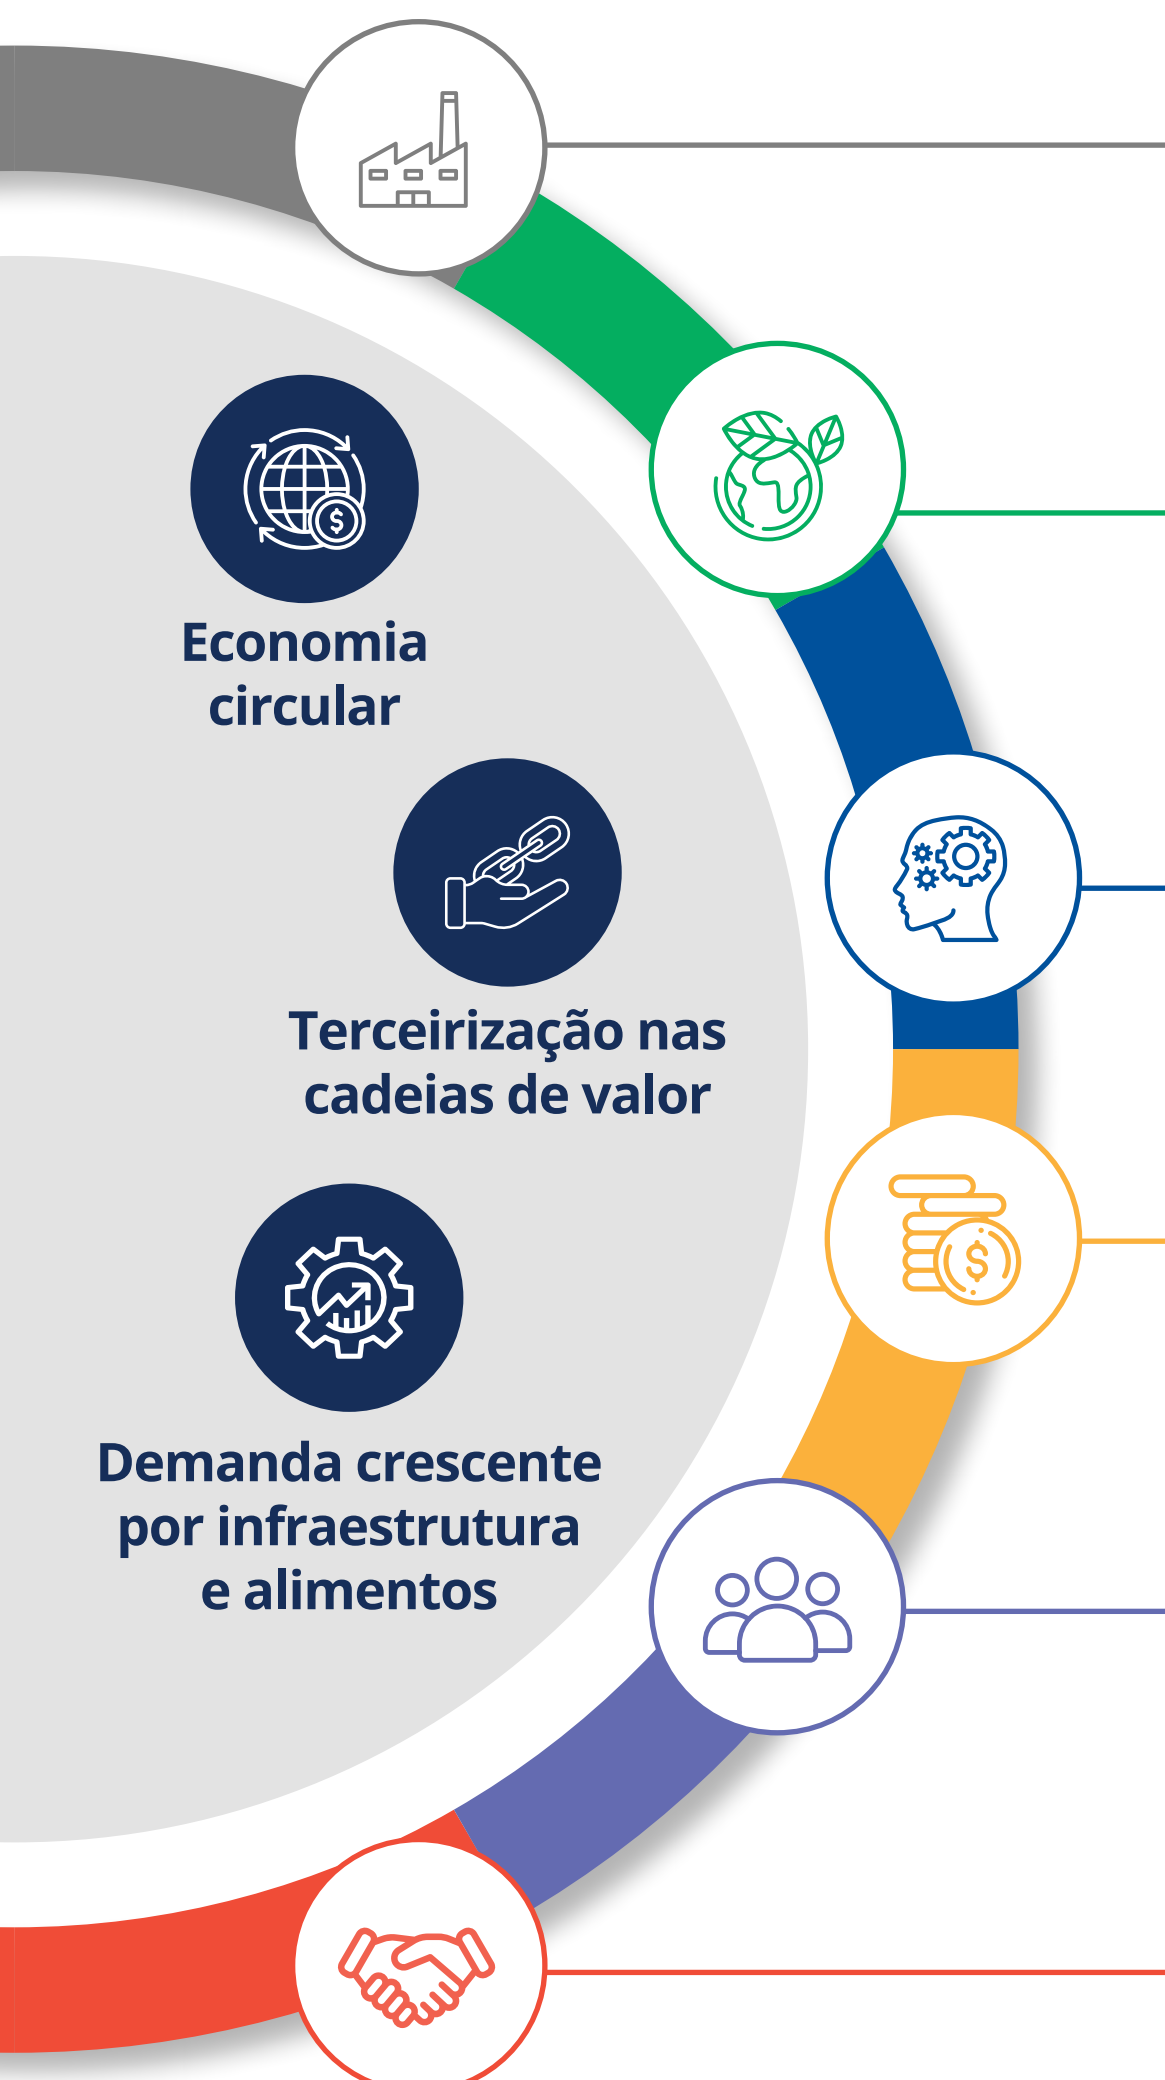 Economia
circular
Terceirização nas
cadeias de valor
Demanda crescente
por infraestrutura
e alimentos